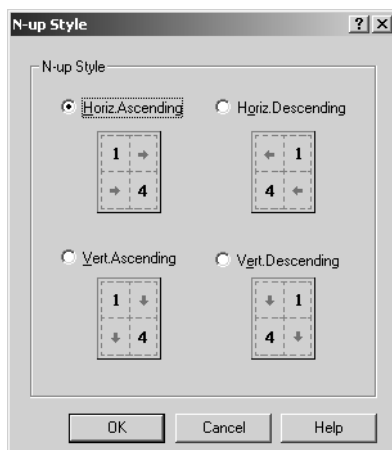 N-up Style
N-up Style
Horiz.Ascending
Horiz.Descending
1
4
1
4
Vert.Ascending
Vert.Descending
1
4
1
4
OK
Cancel
Help